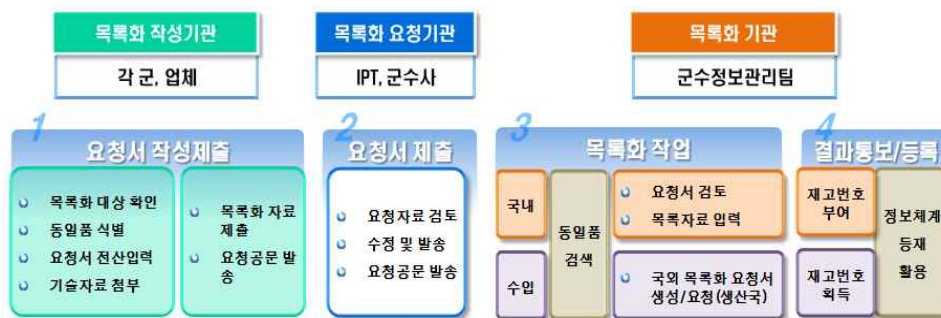 목록화 작성기관
각 군, 업체
목록화 요청기관
IPT, 군수사
목록화 기관
군수정보관리팀
1
요청서 작성제출
목록화 대상 확인
동일품 식별
요청서 전산입력
기술자료 첨부
목록화 자료
제출
요청공문 발
송
2
요청서 제출
요청자료 검토
수정 및 발송
요청공문 발송
3
목록화 작업
국내
수입
동일품
검색
요청서 검토
목록자료 입력
국외 목록화 요청서
생성/요청(생산국)
4
결과통보/등록
재고번호
부여
재고번호
획득
정보체계
등재
활용